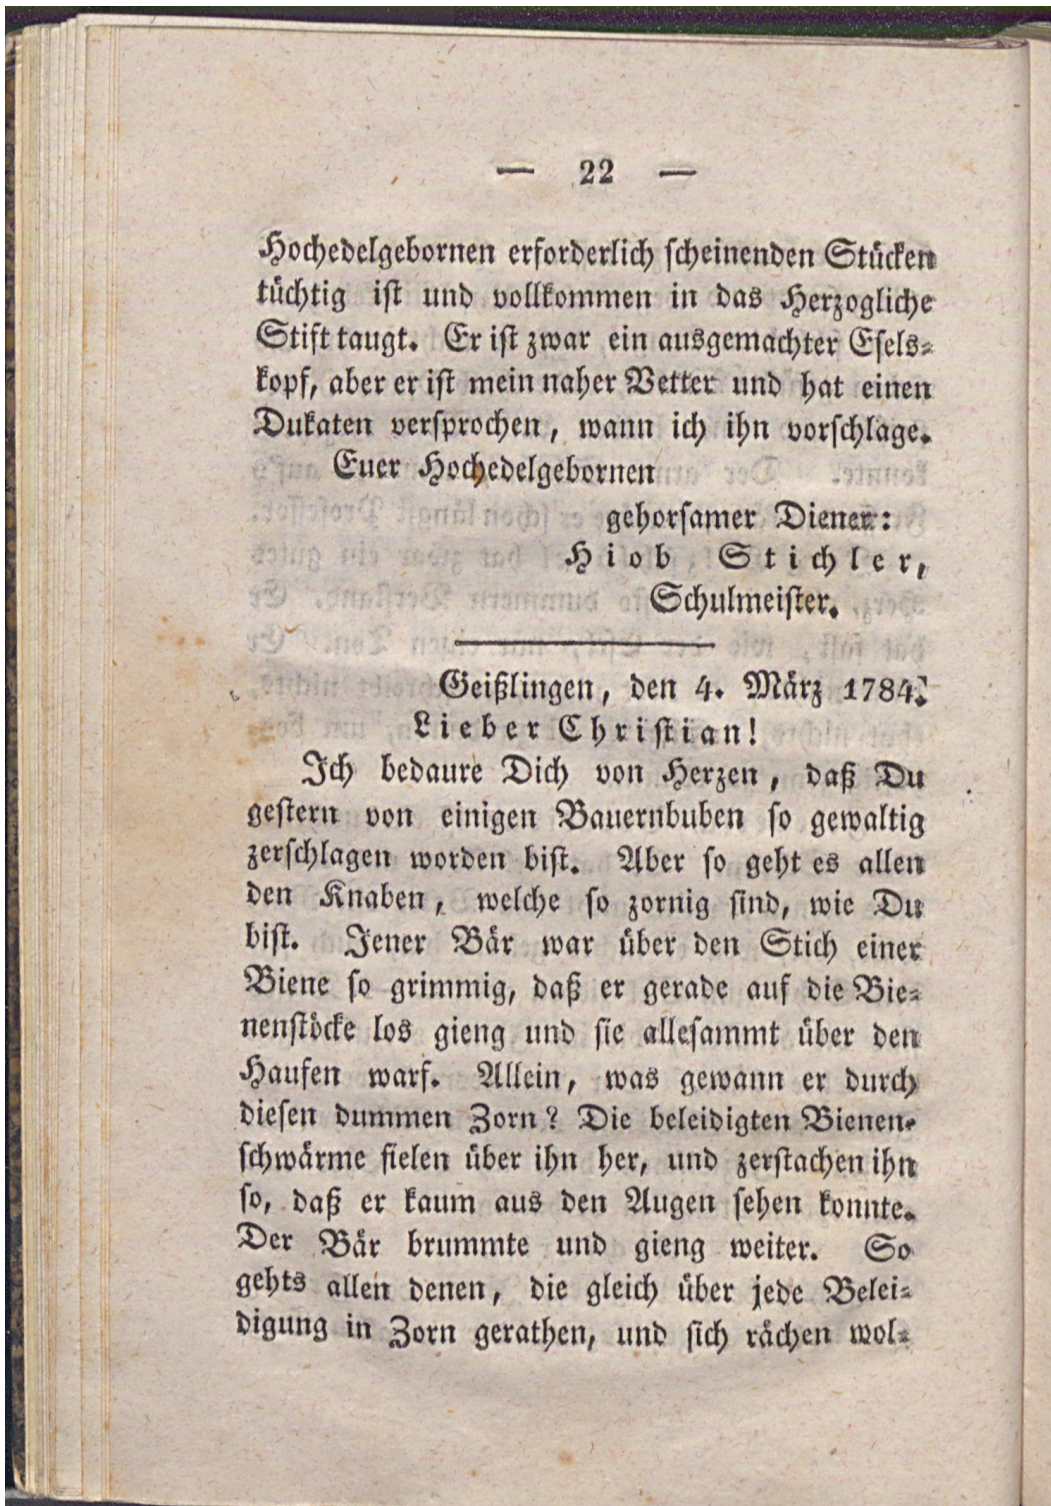 — 22 —
Hochedelgebornen erforderlich scheinenden Stücken
tüchtig ist und vollkommen in das Herzogliche
Stift taugt. Er ist zwar ein ausgemachter Esels-
kopf, aber er ist mein naher Vetter und hat einen
Dukaten versprochen, wann ich ihn vorschlage.
Euer Hochedelgebornen
gehorsamer Diener:
Hiob Stichler,
Schulmeister.
Geißlingen, den 4. März 1784.
Lieber Christian!
Ich bedaure Dich von Herzen, daß Du
gestern von einigen Bauernbuben so gewaltig
zerschlagen worden bist. Aber so geht es allen
den Knaben, welche so zornig sind, wie Du
bist. Jener Bär war über den Stich einer
Biene so grimmig, daß er gerade auf die Bie-
nenstöcke los gieng und sie allesammt über den
Haufen warf. Allein, was gewann er durch
diesen dummen Zorn? Die beleidigten Bienen-
schwärme fielen über ihn her, und zerstachen ihn
so, daß er kaum aus den Augen sehen konnte.
Der Bär brummte und gieng weiter. So
gehts allen denen, die gleich über jede Belei-
digung in Zorn gerathen, und sich rächen wol-